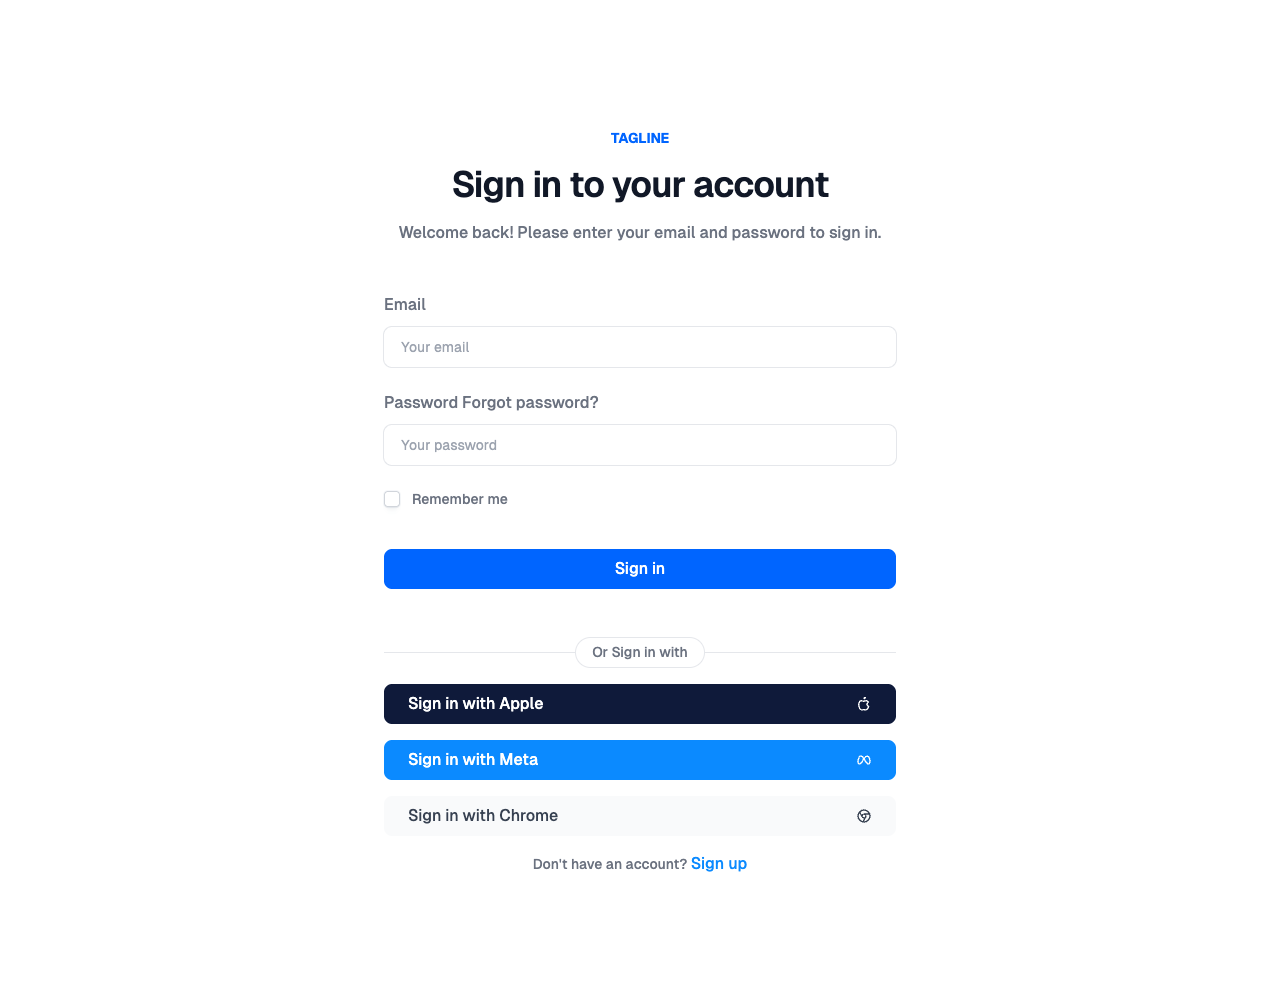 TAGLINE
Sign in to your account
Welcome back! Please enter your email and password to sign in.
Email
Your email
Password Forgot password?
Your password
Remember me
Sign in
Or Sign in with
Sign in with Apple
Sign in with Meta
Sign in with Chrome
Don't have an account? Sign up